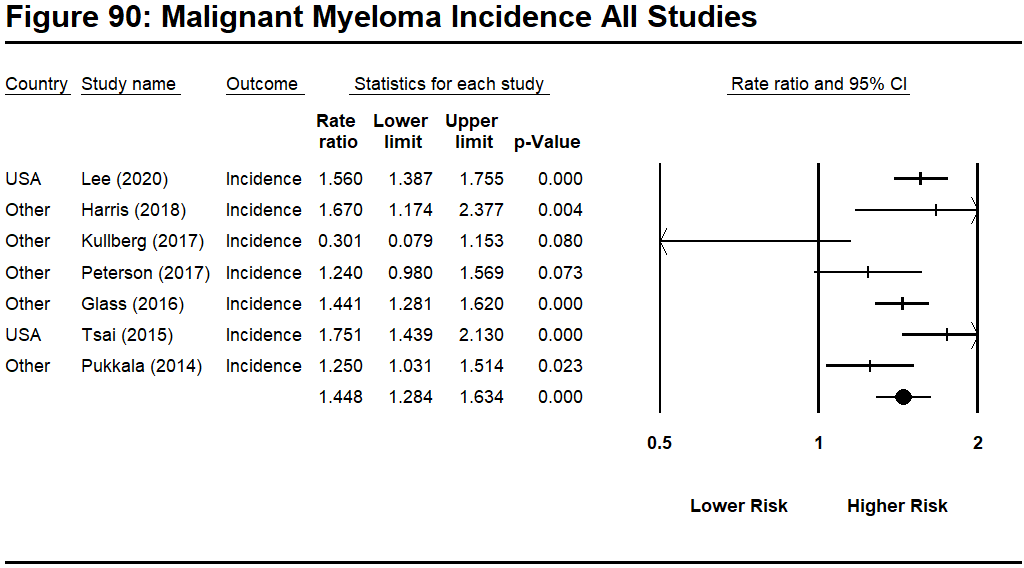 Figure 90: Malignant Myeloma Incidence All Studies
Country Study name Outcome Statistics for each study Rate ratio and 95% CI
Rate Lower Upper
ratio limit limit p-Value
USA Lee (2020) Incidence 1.560 1.387 1.755 0.000
Other Harris (2018) Incidence 1.670 1.174 2.377 0.004
Other Kullberg (2017) Incidence 0.301 0.079 1.153 0.080
Other Peterson (2017) Incidence 1.240 0.980 1.569 0.073
Other Glass (2016) Incidence 1.441 1.281 1.620 0.000
USA Tsai (2015) Incidence 1.751 1.439 2.130 0.000
Other Pukkala (2014) Incidence 1.250 1.031 1.514 0.023
1.448 1.284 1.634 0.000
0.5 1 2
Lower Risk Higher Risk